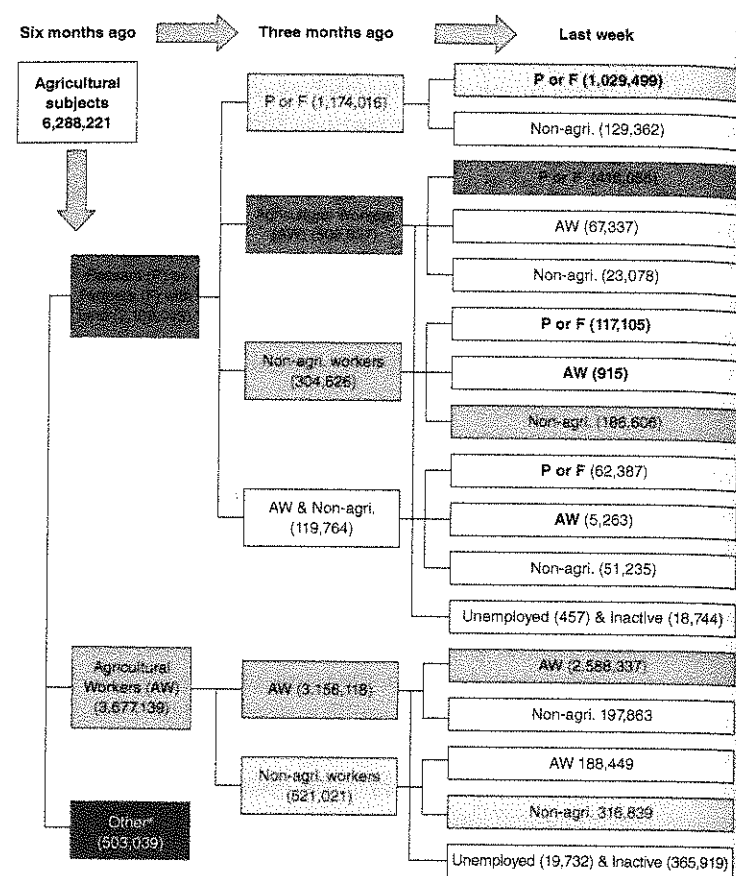 Six months ago
Three months ago
Last week
Agricultural
subjects
6,288,221
P or F (1,174,016)
P or F (1,029,499)
Non-agri. (129,362)
Agricultural Workers
P or F
AW (67,337)
Non-agri. (23,078)
Non-agri. workers
(304,626)
P or F (117,105)
AW (915)
Non-agri. (186,606)
AW & Non-agri.
(119,764)
P or F (62,387)
AW (5,263)
Non-agri. (51,235)
Unemployed (457) & Inactive (18,744)
Agricultural
Workers (AW)
(3,677,139)
AW (3,156,118)
AW (2,588,337)
Non-agri. 197,863
Non-agri. workers
(521,021)
AW 188,449
Non-agri. 316,839
Unemployed (19,732) & Inactive (365,919)
Other*
(503,039)